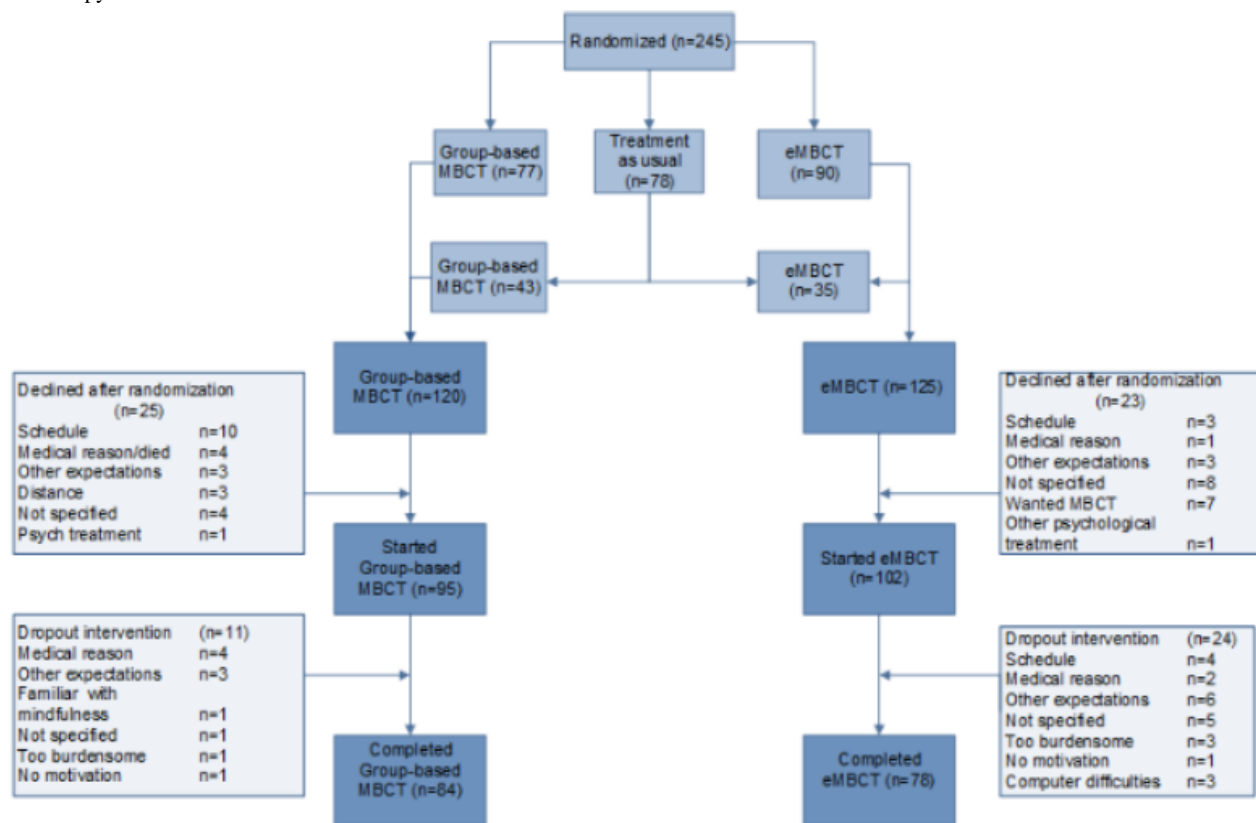 Randomized (n=245)
Group-based
MBCT (n=77)
Treatment
as usual
(n=78)
eMBCT
(n=90)
Group-based
MBCT (n=43)
eMBCT
(n=35)
Group-based
MBCT (n=120)
eMBCT (n=125)
Declined after randomization
(n=25)
Schedule n=10
Medical reason/died n=4
Other expectations n=3
Distance n=3
Not specified n=4
Psych treatment n=1
Declined after randomization
(n=23)
Schedule n=3
Medical reason n=1
Other expectations n=3
Not specified n=8
Wanted MBCT n=7
Other psychological
treatment n=1
Started
Group-based
MBCT (n=95)
Started eMBCT
(n=102)
Dropout intervention (n=11)
Medical reason n=4
Other expectations n=3
Familiar with
mindfulness n=1
Not specified n=1
Too burdensome n=1
No motivation n=1
Dropout intervention (n=24)
Schedule n=4
Medical reason n=2
Other expectations n=6
Not specified n=5
Too burdensome n=3
No motivation n=1
Computer difficulties n=3
Completed
Group-based
MBCT (n=84)
Completed
eMBCT (n=78)